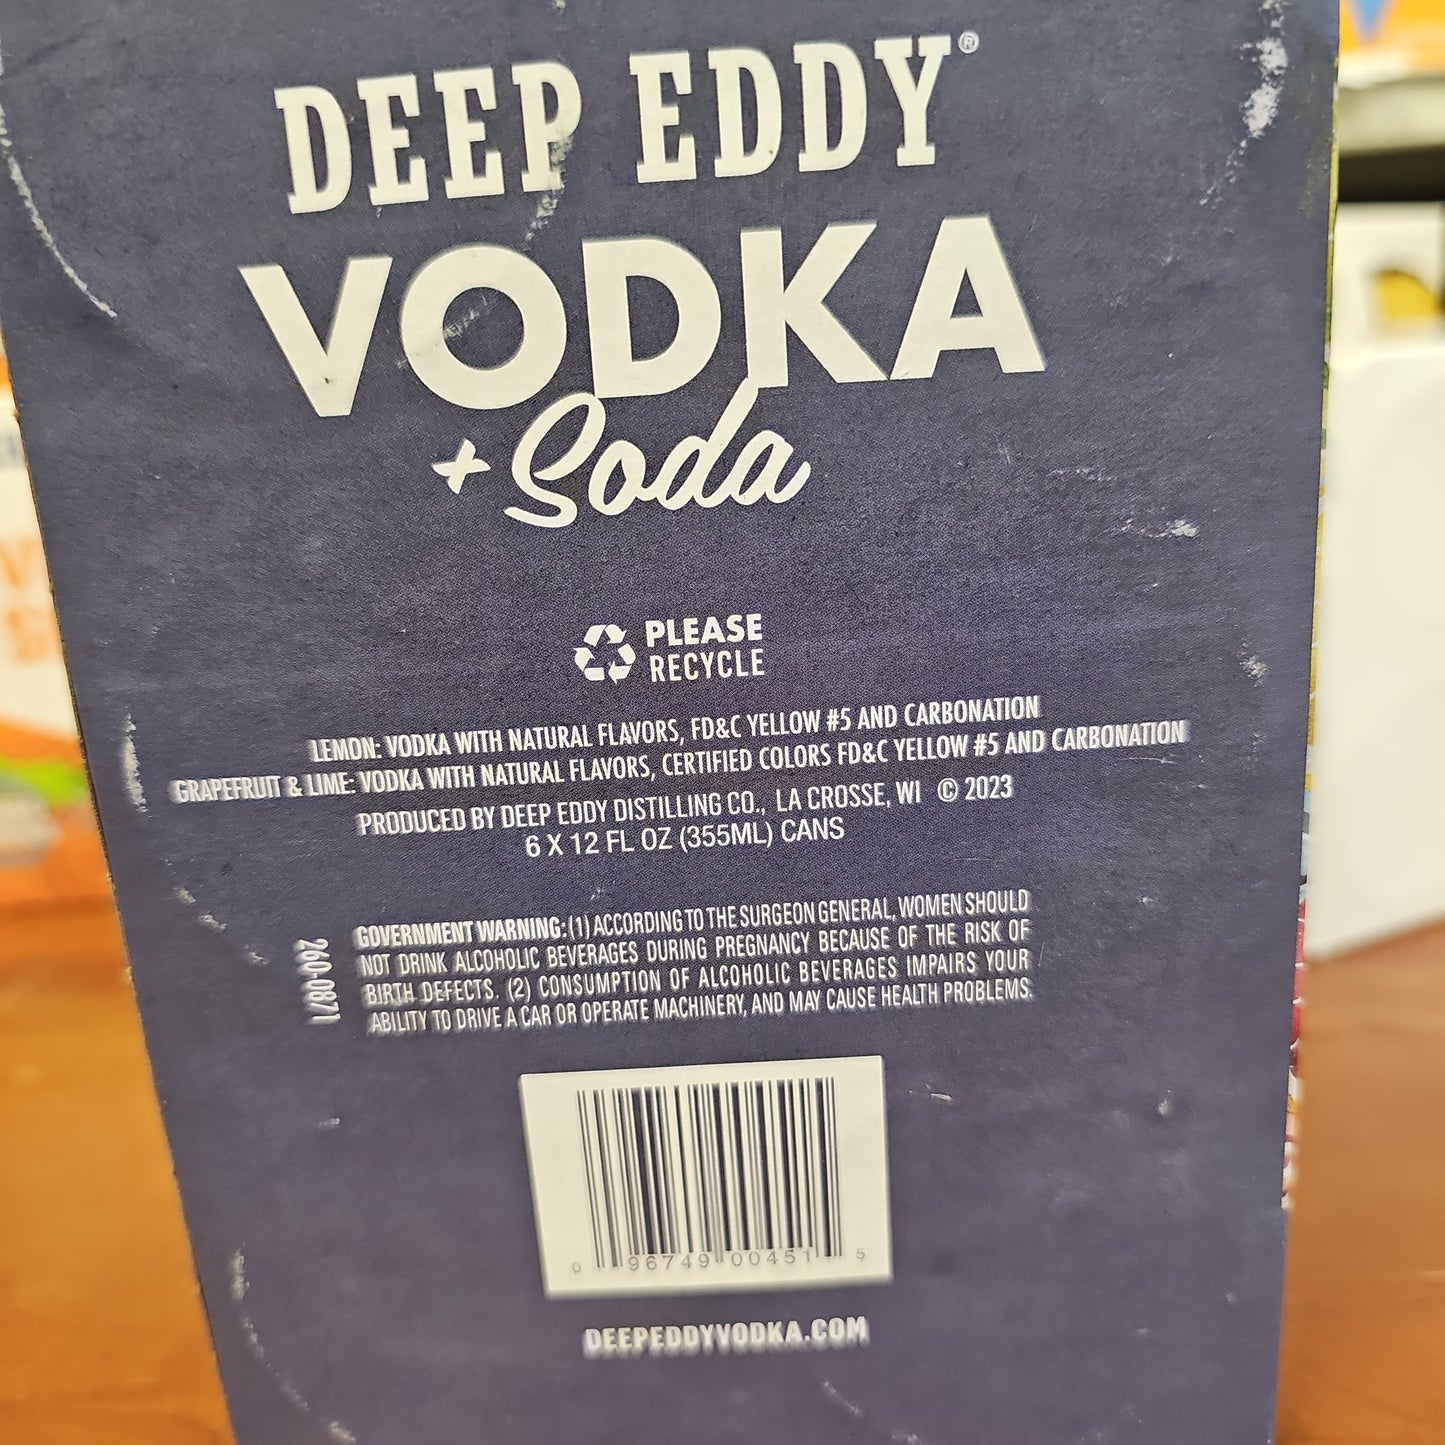 DEEP EDDY®
VODKA
+ Soda
PLEASE
RECYCLE
LEMON: VODKA WITH NATURAL FLAVORS, FD&C YELLOW #5 AND CARBONATION
GRAPEFRUIT & LIME: VODKA WITH NATURAL FLAVORS, CERTIFIED COLORS FD&C YELLOW #5 AND CARBONATION
PRODUCED BY DEEP EDDY DISTILLING CO., LA CROSSE, WI © 2023
6 X 12 FL OZ (355ML) CANS
GOVERNMENT WARNING: (1) ACCORDING TO THE SURGEON GENERAL, WOMEN SHOULD
NOT DRINK ALCOHOLIC BEVERAGES DURING PREGNANCY BECAUSE OF THE RISK OF
BIRTH DEFECTS. (2) CONSUMPTION OF ALCOHOLIC BEVERAGES IMPAIRS YOUR
ABILITY TO DRIVE A CAR OR OPERATE MACHINERY, AND MAY CAUSE HEALTH PROBLEMS.
260-0871
0 96749 00451 5
DEEPEDDYVODKA.COM